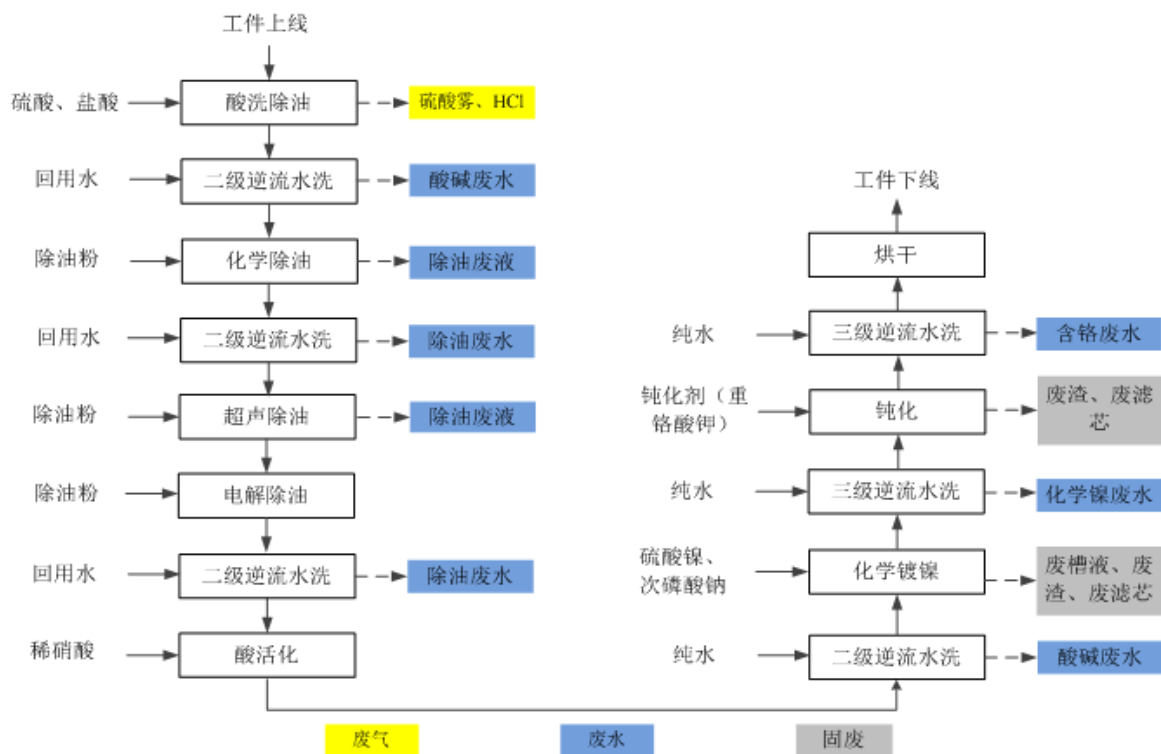 工件上线
硫酸、盐酸
酸洗除油
硫酸雾、HCl
回用水
二级逆流水洗
酸碱废水
除油粉
化学除油
除油废液
回用水
二级逆流水洗
除油废水
除油粉
超声除油
除油废液
除油粉
电解除油
回用水
二级逆流水洗
除油废水
稀硝酸
酸活化
工件下线
烘干
纯水
三级逆流水洗
含铬废水
钝化剂（重
铬酸钾）
钝化
废渣、废滤
芯
纯水
三级逆流水洗
化学镍废水
硫酸镍、
次磷酸钠
化学镀镍
废槽液、废
渣、废滤芯
纯水
二级逆流水洗
酸碱废水
废气
废水
固废